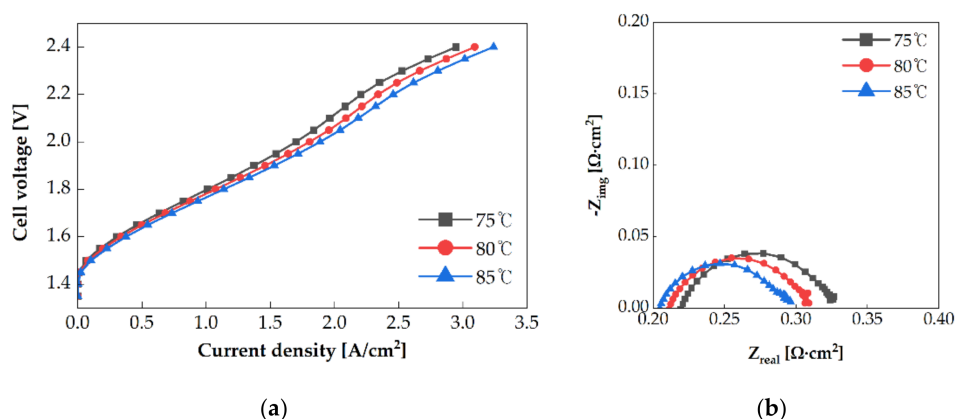 2.4
2.2
2.0
1.8
1.6
1.4
Cell voltage [V]
75℃
80℃
85℃
0.0 0.5 1.0 1.5 2.0 2.5 3.0 3.5
Current density [A/cm²]
(a)
0.20
0.15
0.10
0.05
0.00
-Z_img [Ω·cm²]
75℃
80℃
85℃
0.20 0.25 0.30 0.35 0.40
Z_real [Ω·cm²]
(b)